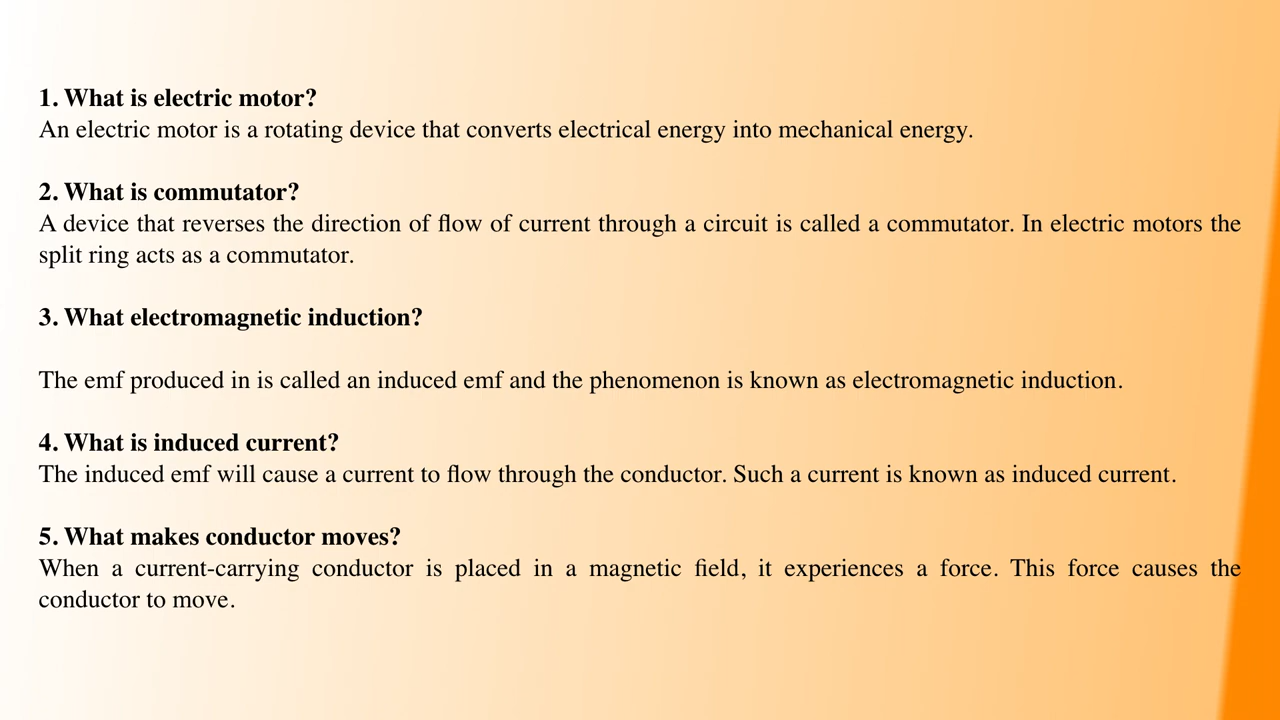 1. What is electric motor?
An electric motor is a rotating device that converts electrical energy into mechanical energy.
2. What is commutator?
A device that reverses the direction of flow of current through a circuit is called a commutator. In electric motors the
split ring acts as a commutator.
3. What electromagnetic induction?
The emf produced in is called an induced emf and the phenomenon is known as electromagnetic induction.
4. What is induced current?
The induced emf will cause a current to flow through the conductor. Such a current is known as induced current.
5. What makes conductor moves?
When a current-carrying conductor is placed in a magnetic field, it experiences a force. This force causes the
conductor to move.